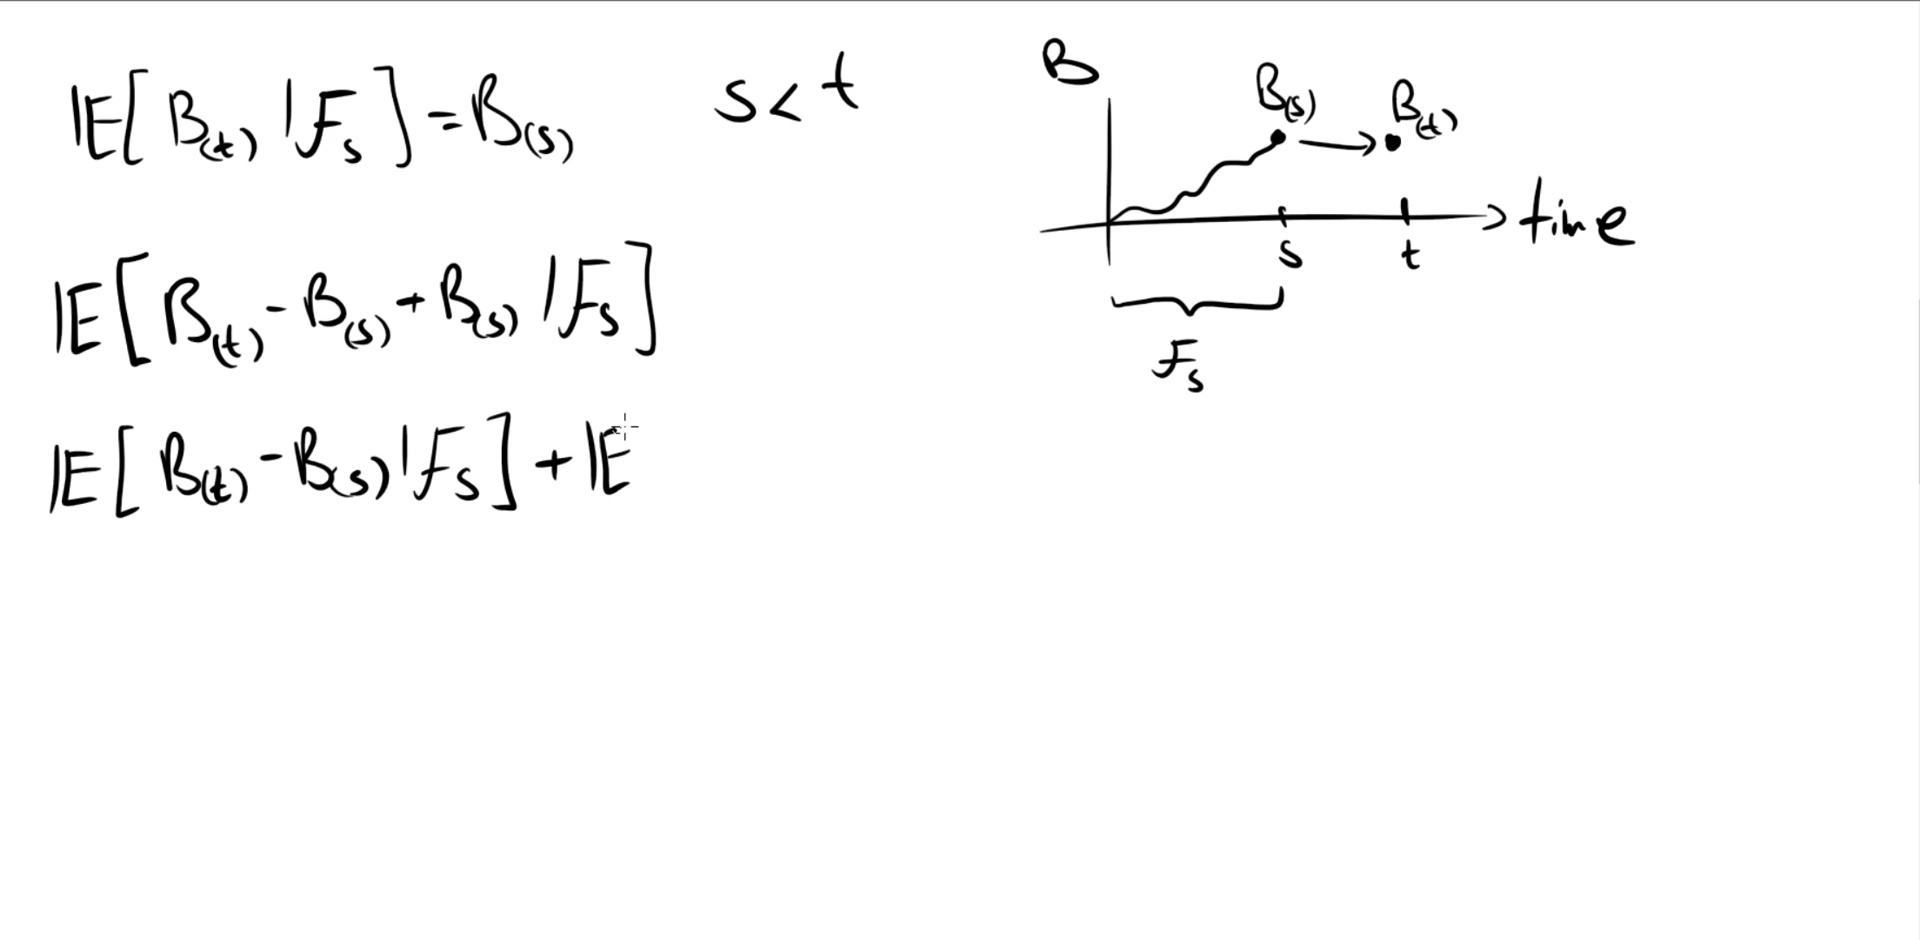 𝔼[B(t) | Fs] = B(s)    s < t
𝔼[B(t) - B(s) + B(s) | Fs]
𝔼[B(t) - B(s) | Fs] + 𝔼
B
B(s)
B(t)
time
s
t
Fs